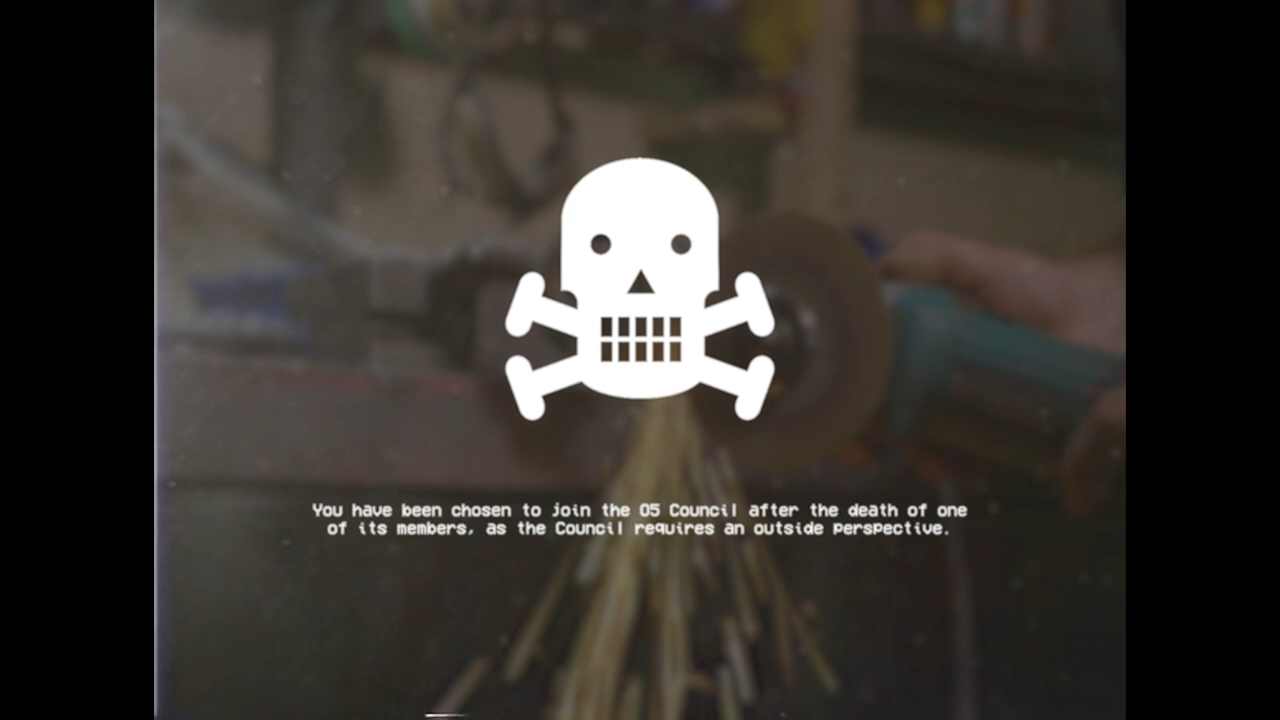 You have been chosen to join the O5 Council after the death of one
of its members, as the Council requires an outside perspective.